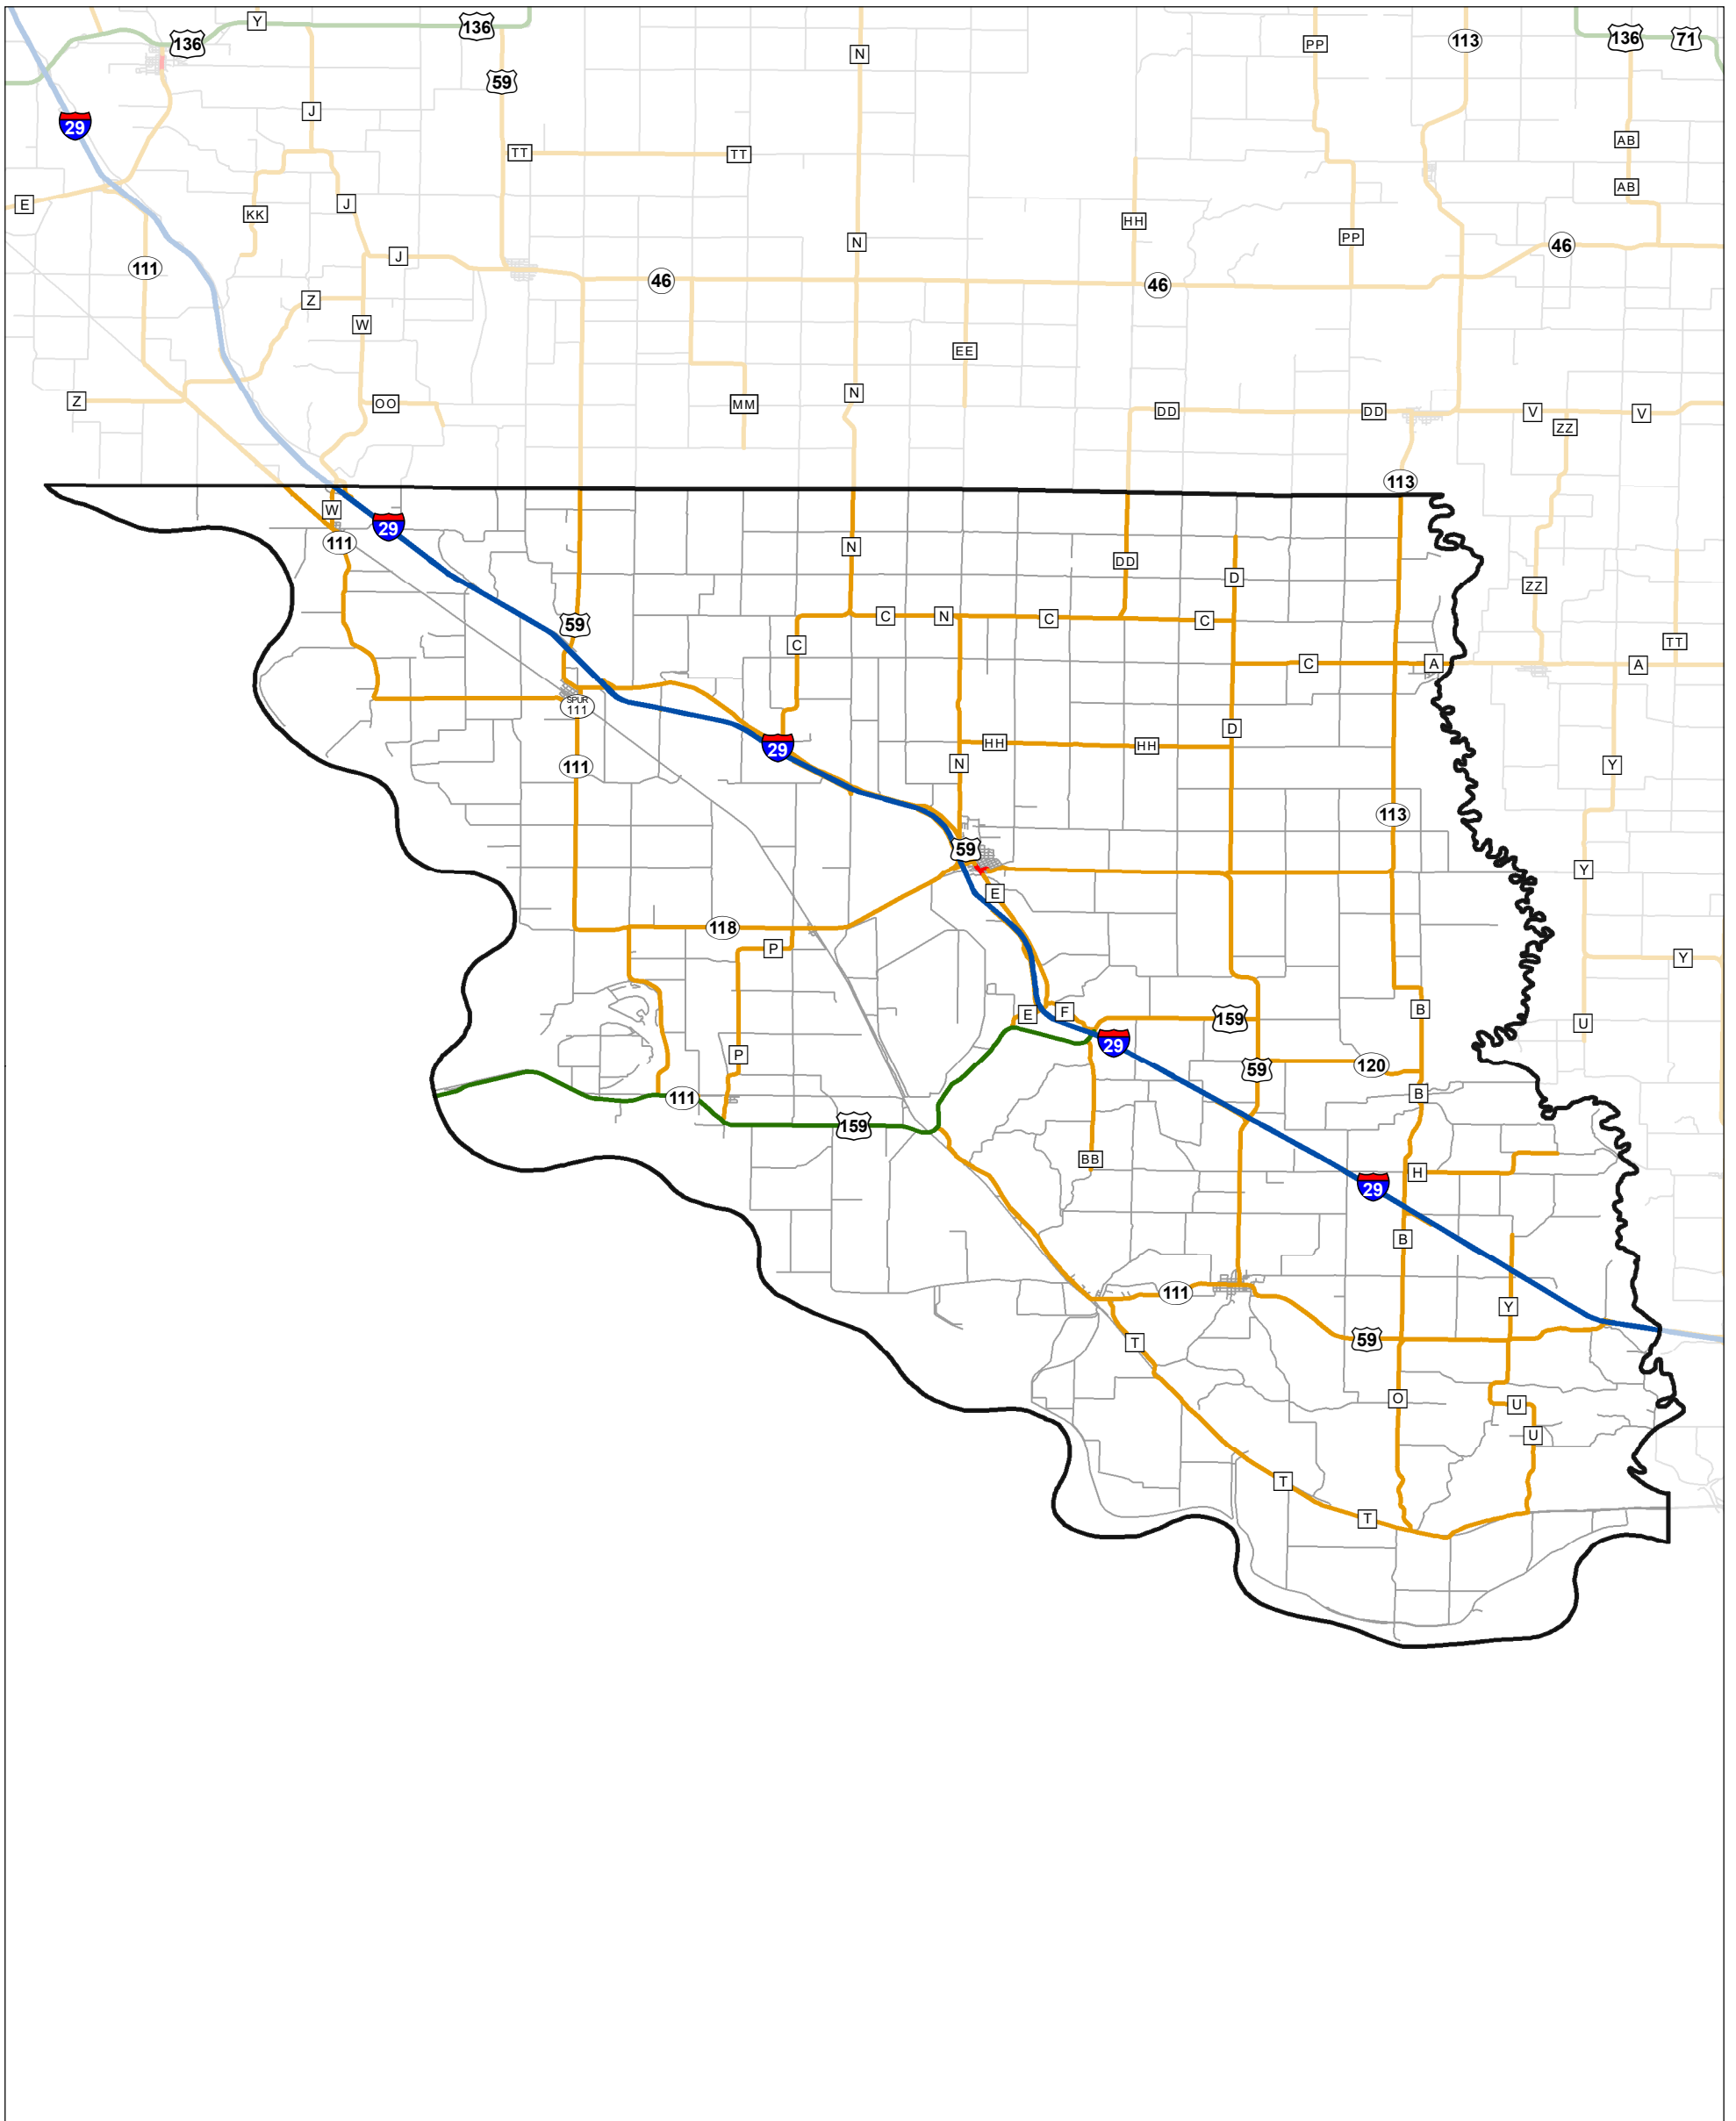 Y
136
136
N
PP
113
136
71
59
J
29
AB
TT
TT
AB
E
KK
J
HH
N
PP
46
J
111
46
46
Z
W
EE
N
Z
OO
MM
DD
DD
V
V
ZZ
113
W
29
111
N
DD
D
ZZ
C
N
C
C
59
TT
C
C
A
A
SPUR
111
D
HH
HH
29
N
111
Y
113
59
Y
E
118
P
Y
B
E
F
159
U
29
P
59
120
B
111
159
BB
H
29
B
111
Y
59
T
O
U
U
T
T